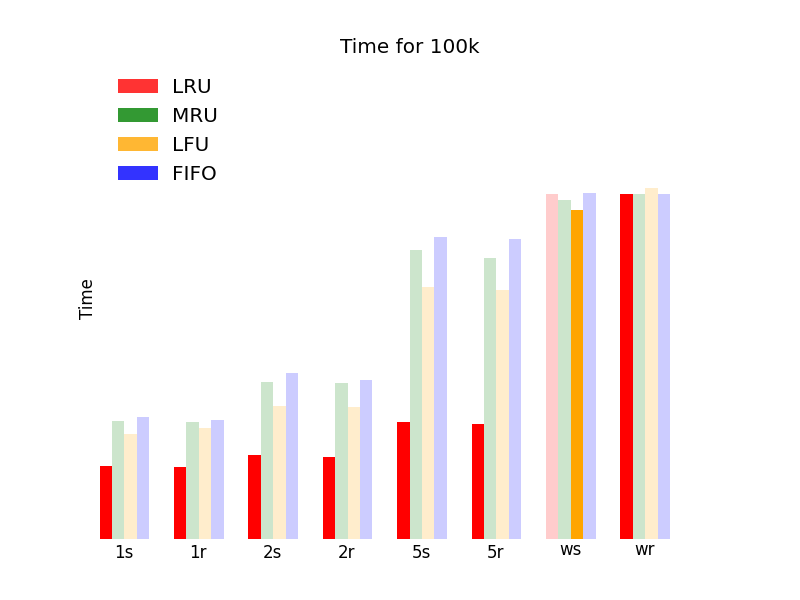 Time for 100k
LRU
MRU
LFU
FIFO
Time
1s 1r 2s 2r 5s 5r ws wr